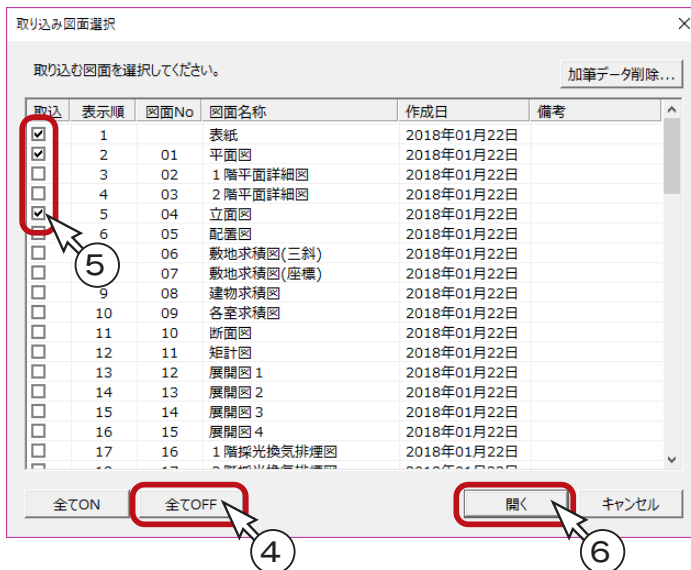 取り込み図面選択
取り込む図面を選択してください。
加筆データ削除...
取込 表示順 図面No 図面名称 作成日 備考
1 表紙 2018年01月22日
2 01 平面図 2018年01月22日
3 02 １階平面詳細図 2018年01月22日
4 03 ２階平面詳細図 2018年01月22日
5 04 立面図 2018年01月22日
6 05 配置図 2018年01月22日
06 敷地求積図(三斜) 2018年01月22日
07 敷地求積図(座標) 2018年01月22日
9 08 建物求積図 2018年01月22日
10 09 各室求積図 2018年01月22日
11 10 断面図 2018年01月22日
12 11 矩計図 2018年01月22日
13 12 展開図１ 2018年01月22日
14 13 展開図２ 2018年01月22日
15 14 展開図３ 2018年01月22日
16 15 展開図４ 2018年01月22日
17 16 １階採光換気排煙図 2018年01月22日
全てON 全てOFF 開く キャンセル
5
4
6